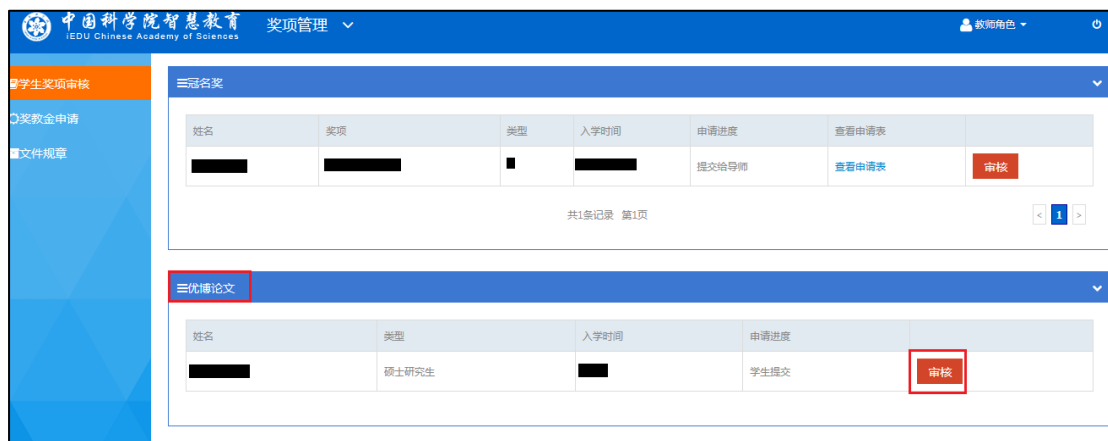 中国科学院智慧教育 奖项管理 教师角色
iEDU Chinese Academy of Sciences
学生奖项审核
奖教金申请
文件规章
冠名奖
姓名 奖项 类型 入学时间 申请进度 查看申请表
提交给导师 查看申请表 审核
共1条记录 第1页 < 1 >
优博论文
姓名 类型 入学时间 申请进度
硕士研究生 学生提交 审核